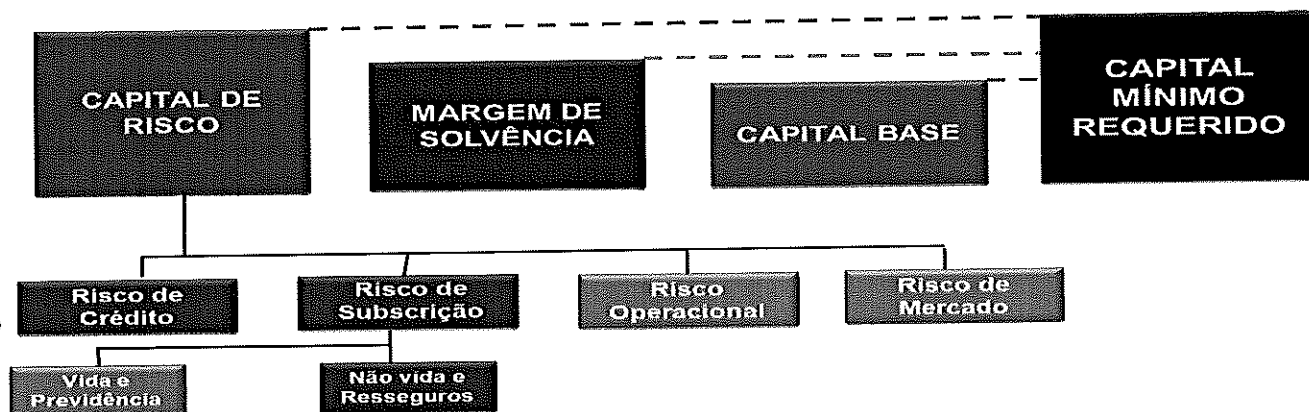 CAPITAL DE
RISCO
MARGEM DE
SOLVÊNCIA
CAPITAL BASE
CAPITAL
MÍNIMO
REQUERIDO
Risco de
Crédito
Risco de
Subscrição
Risco
Operacional
Risco de
Mercado
Vida e
Previdência
Não vida e
Resseguros